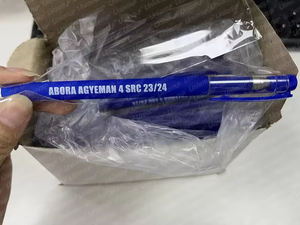 ABORA AGYEMAN 4 SRC 23/24